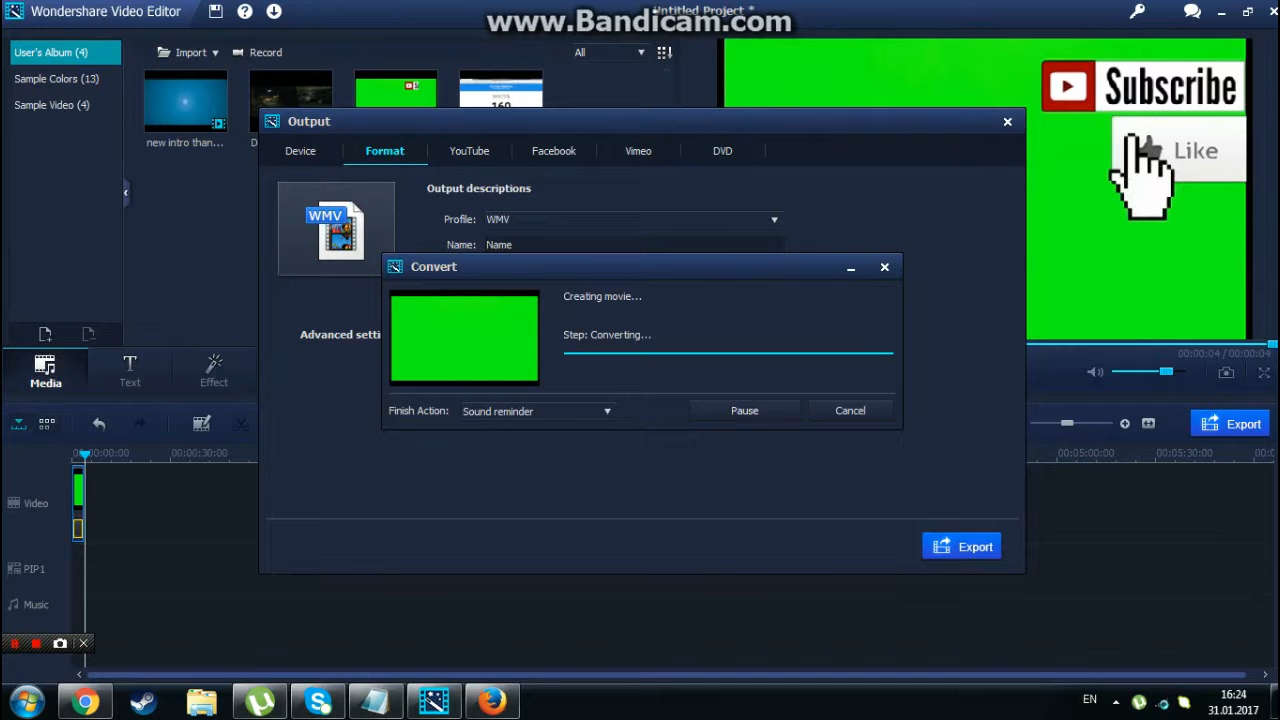 Wondershare Video Editor
Untitled Project *
www.Bandicam.com
User's Album (4)
Import
Record
All
Sample Colors (13)
Sample Video (4)
160
new intro than...
D
Subscribe
Like
Output
Device
Format
YouTube
Facebook
Vimeo
DVD
Output descriptions
WMV
Profile:
WMV
Name:
Name
Advanced setti
Convert
Creating movie...
Step: Converting...
Finish Action:
Sound reminder
Pause
Cancel
00:00:04 / 00:00:04
Media
Text
Effect
Export
00:00:00:00
00:00:30:00
00:05:00:00
00:05:30:00
Video
Export
PIP1
Music
EN
16:24
31.01.2017